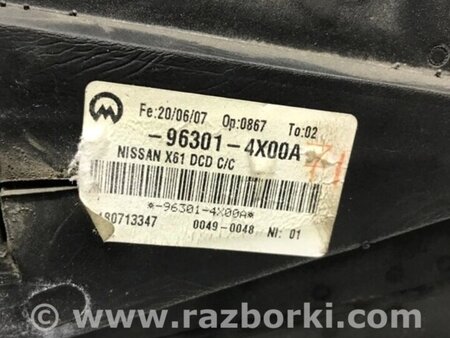 Fe:20/06/07 Op:0867 To:02
-96301-4X00A
NISSAN X61 DCD C/C
*-96301-4X00A*
180713347 0049-0048 NI: 01
www.razborki.com